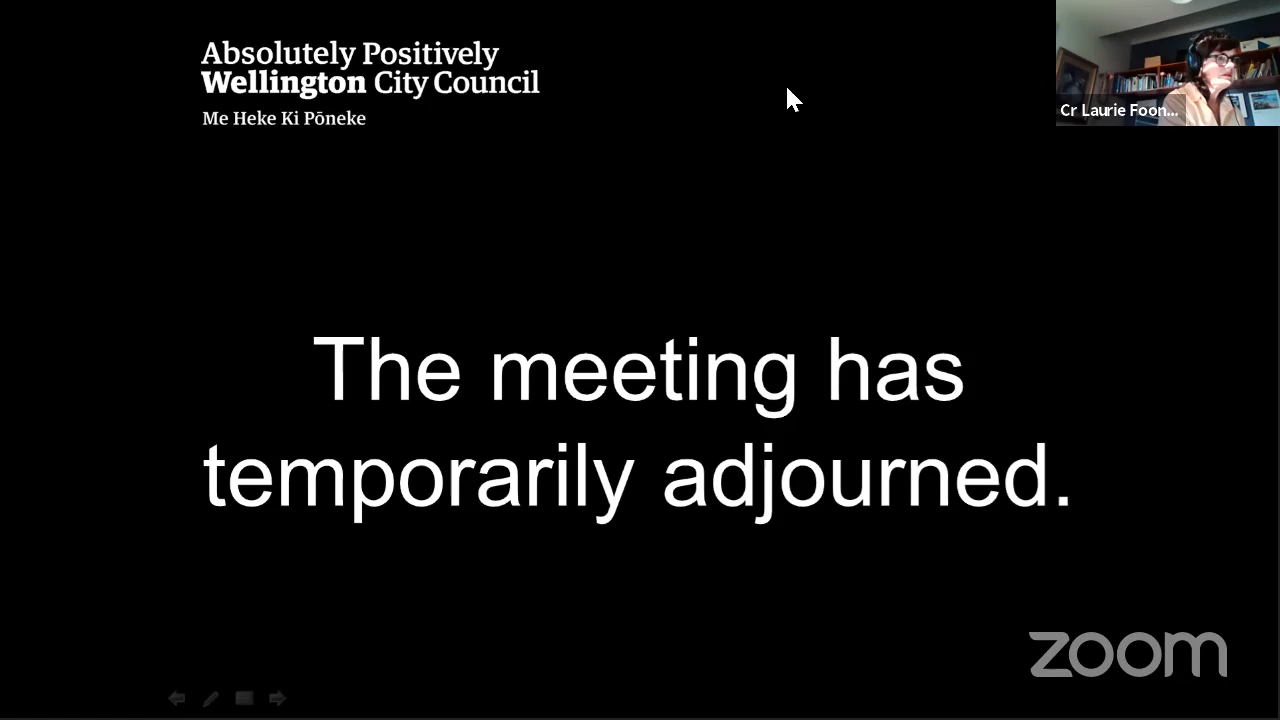 Absolutely Positively
Wellington City Council
Me Heke Ki Pōneke
Cr Laurie Foon...
The meeting has
temporarily adjourned.
zoom